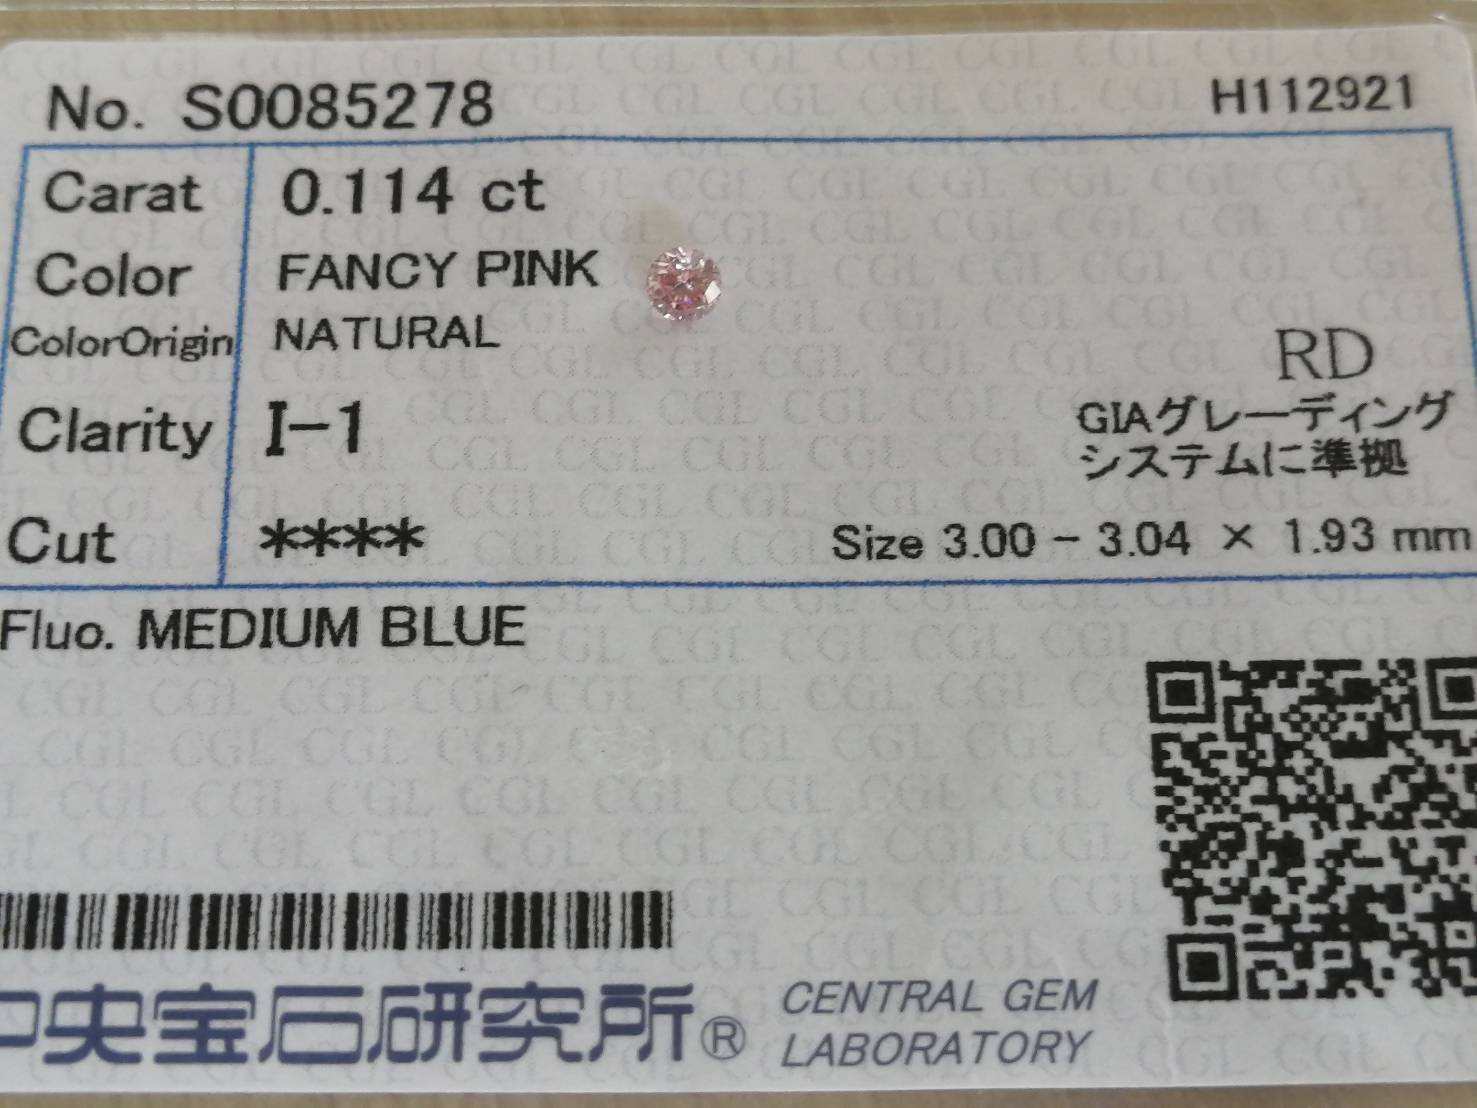 No. S0085278
H112921
Carat 0.114 ct
Color FANCY PINK
ColorOrigin NATURAL
RD
Clarity I-1
GIAグレーディング
システムに準拠
Cut ****
Size 3.00 - 3.04 × 1.93 mm
Fluo. MEDIUM BLUE
中央宝石研究所®
CENTRAL GEM
LABORATORY